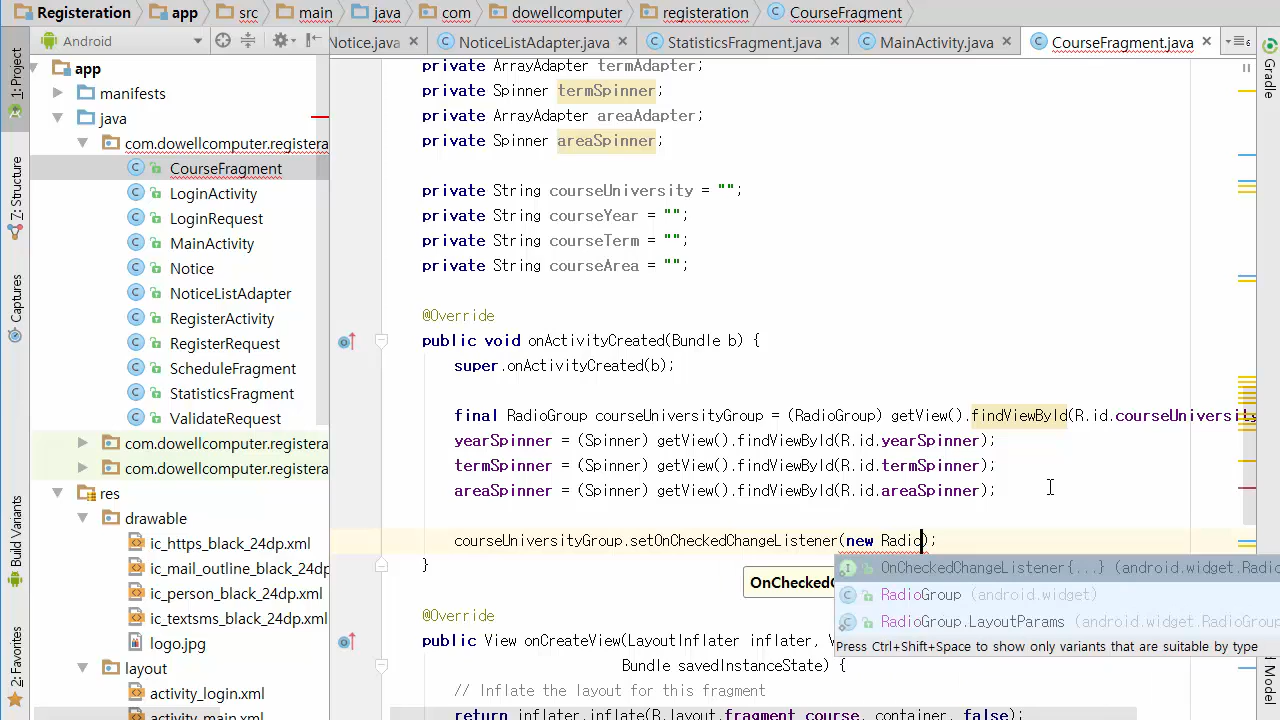 Registeration app src main java com dowellcomputer registeration CourseFragment
Android
Notice.java NoticeListAdapter.java StatisticsFragment.java MainActivity.java CourseFragment.java
1: Project
7: Structure
Captures
Build Variants
2: Favorites
app
manifests
java
com.dowellcomputer.registera
CourseFragment
LoginActivity
LoginRequest
MainActivity
Notice
NoticeListAdapter
RegisterActivity
RegisterRequest
ScheduleFragment
StatisticsFragment
ValidateRequest
com.dowellcomputer.registera
com.dowellcomputer.registera
res
drawable
ic_https_black_24dp.xml
ic_mail_outline_black_24dp
ic_person_black_24dp.xml
ic_textsms_black_24dp.xml
logo.jpg
layout
activity_login.xml
activity_main.xml
private ArrayAdapter termAdapter;
private Spinner termSpinner;
private ArrayAdapter areaAdapter;
private Spinner areaSpinner;
private String courseUniversity = "";
private String courseYear = "";
private String courseTerm = "";
private String courseArea = "";
@Override
public void onActivityCreated(Bundle b) {
super.onActivityCreated(b);
final RadioGroup courseUniversityGroup = (RadioGroup) getView().findViewById(R.id.courseUniversity
yearSpinner = (Spinner) getView().findViewById(R.id.yearSpinner);
termSpinner = (Spinner) getView().findViewById(R.id.termSpinner);
areaSpinner = (Spinner) getView().findViewById(R.id.areaSpinner);
courseUniversityGroup.setOnCheckedChangeListener(new Radio);
}
OnCheckedC
OnCheckedChangeListener{...} (android.widget.Radio
RadioGroup (android.widget)
RadioGroup.LayoutParams (android.widget.RadioGroup
Press Ctrl+Shift+Space to show only variants that are suitable by type
@Override
public View onCreateView(LayoutInflater inflater, V
Bundle savedInstanceState) {
// Inflate the layout for this fragment
return inflater.inflate(R.layout.fragment_course, container, false);
Gradle
Model